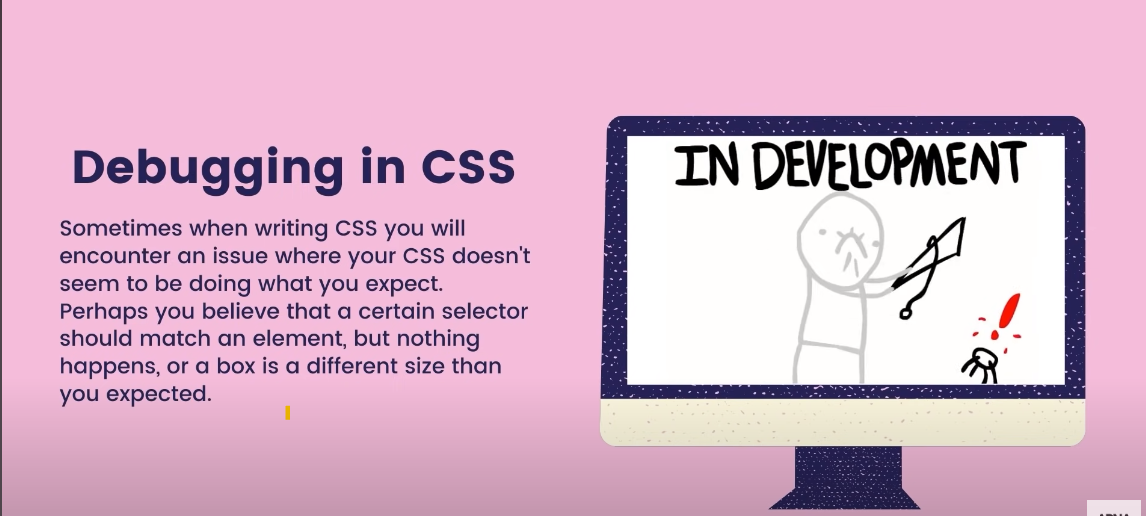 Debugging in CSS
Sometimes when writing CSS you will
encounter an issue where your CSS doesn't
seem to be doing what you expect.
Perhaps you believe that a certain selector
should match an element, but nothing
happens, or a box is a different size than
you expected.
IN DEVELOPMENT